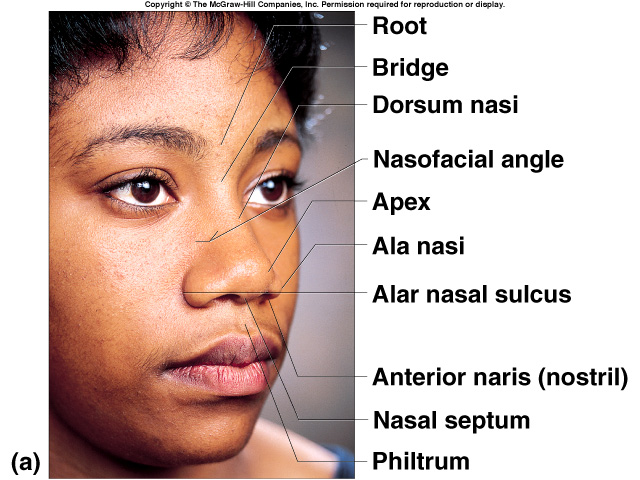 Copyright © The McGraw-Hill Companies, Inc. Permission required for reproduction or display.
Root
Bridge
Dorsum nasi
Nasofacial angle
Apex
Ala nasi
Alar nasal sulcus
Anterior naris (nostril)
Nasal septum
Philtrum
(a)